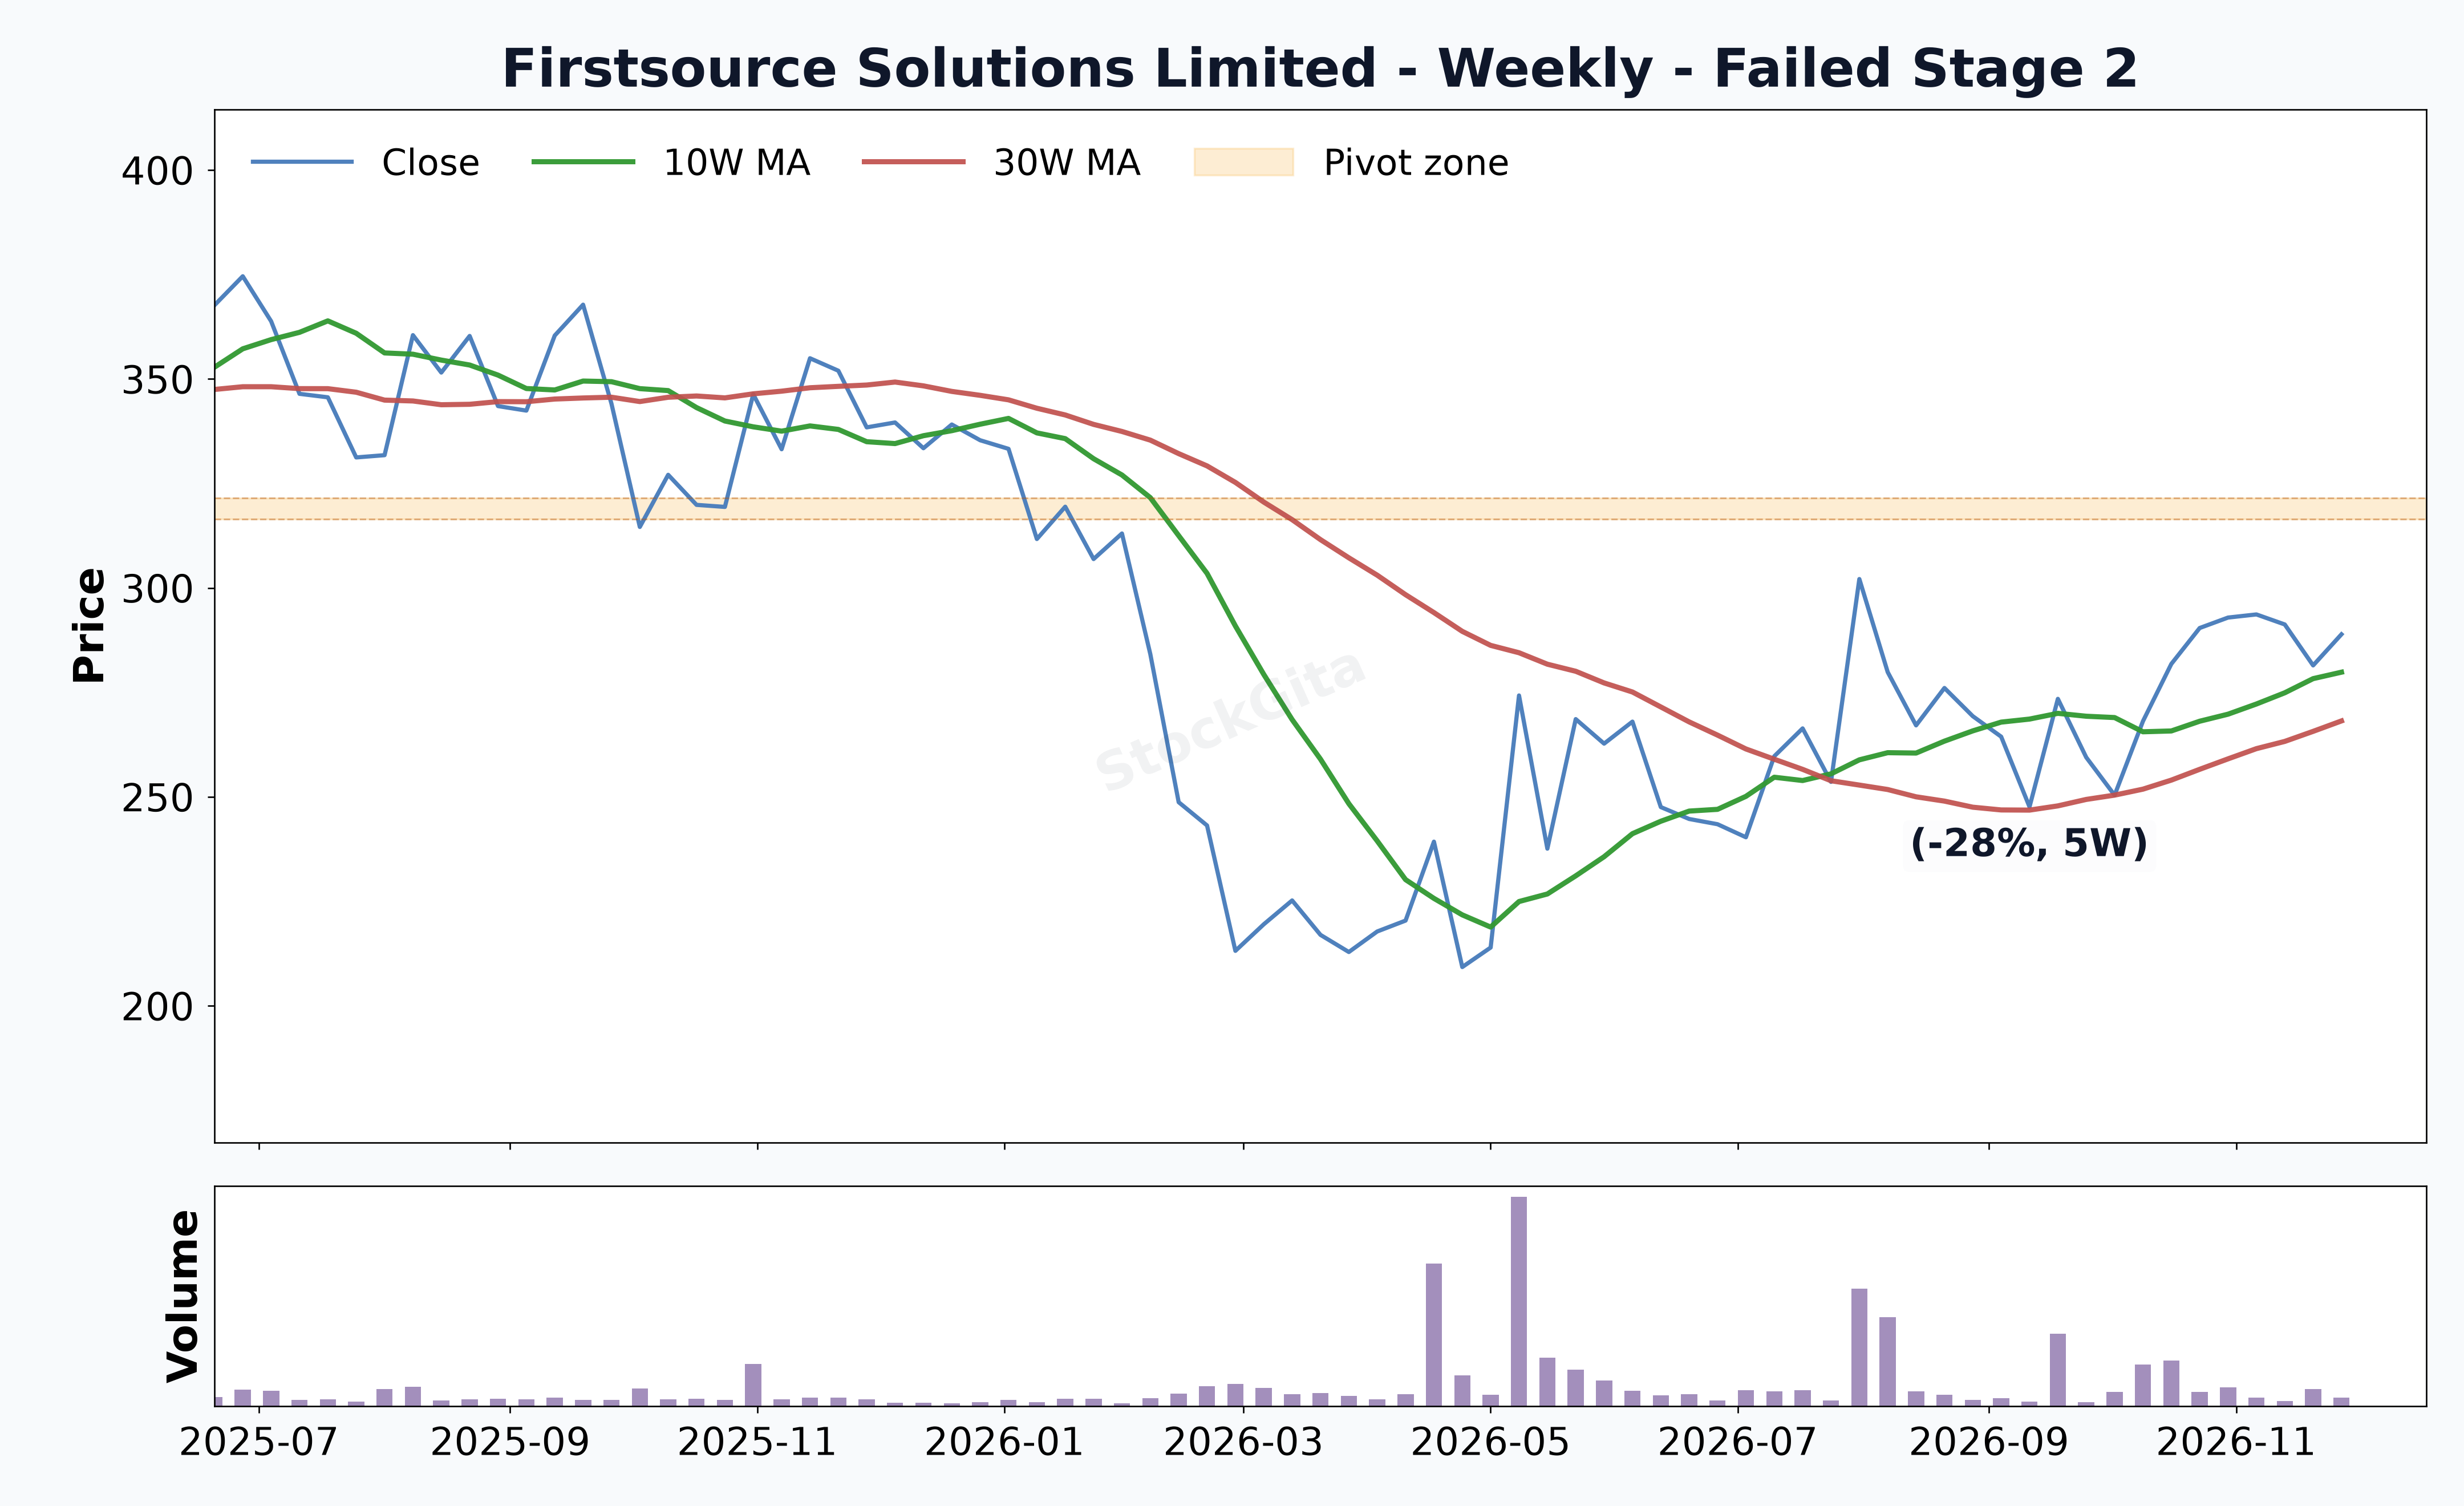 Firstsource Solutions Limited - Weekly - Failed Stage 2
Close 10W MA 30W MA Pivot zone
400
350
300
250
200
Price
StockGita
(-28%, 5W)
Volume
2025-07 2025-09 2025-11 2026-01 2026-03 2026-05 2026-07 2026-09 2026-11